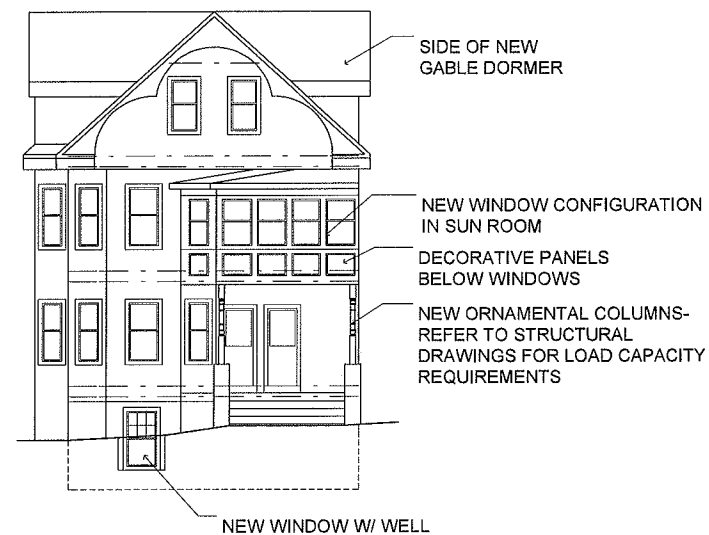 SIDE OF NEW
GABLE DORMER
NEW WINDOW CONFIGURATION
IN SUN ROOM
DECORATIVE PANELS
BELOW WINDOWS
NEW ORNAMENTAL COLUMNS-
REFER TO STRUCTURAL
DRAWINGS FOR LOAD CAPACITY
REQUIREMENTS
NEW WINDOW W/ WELL